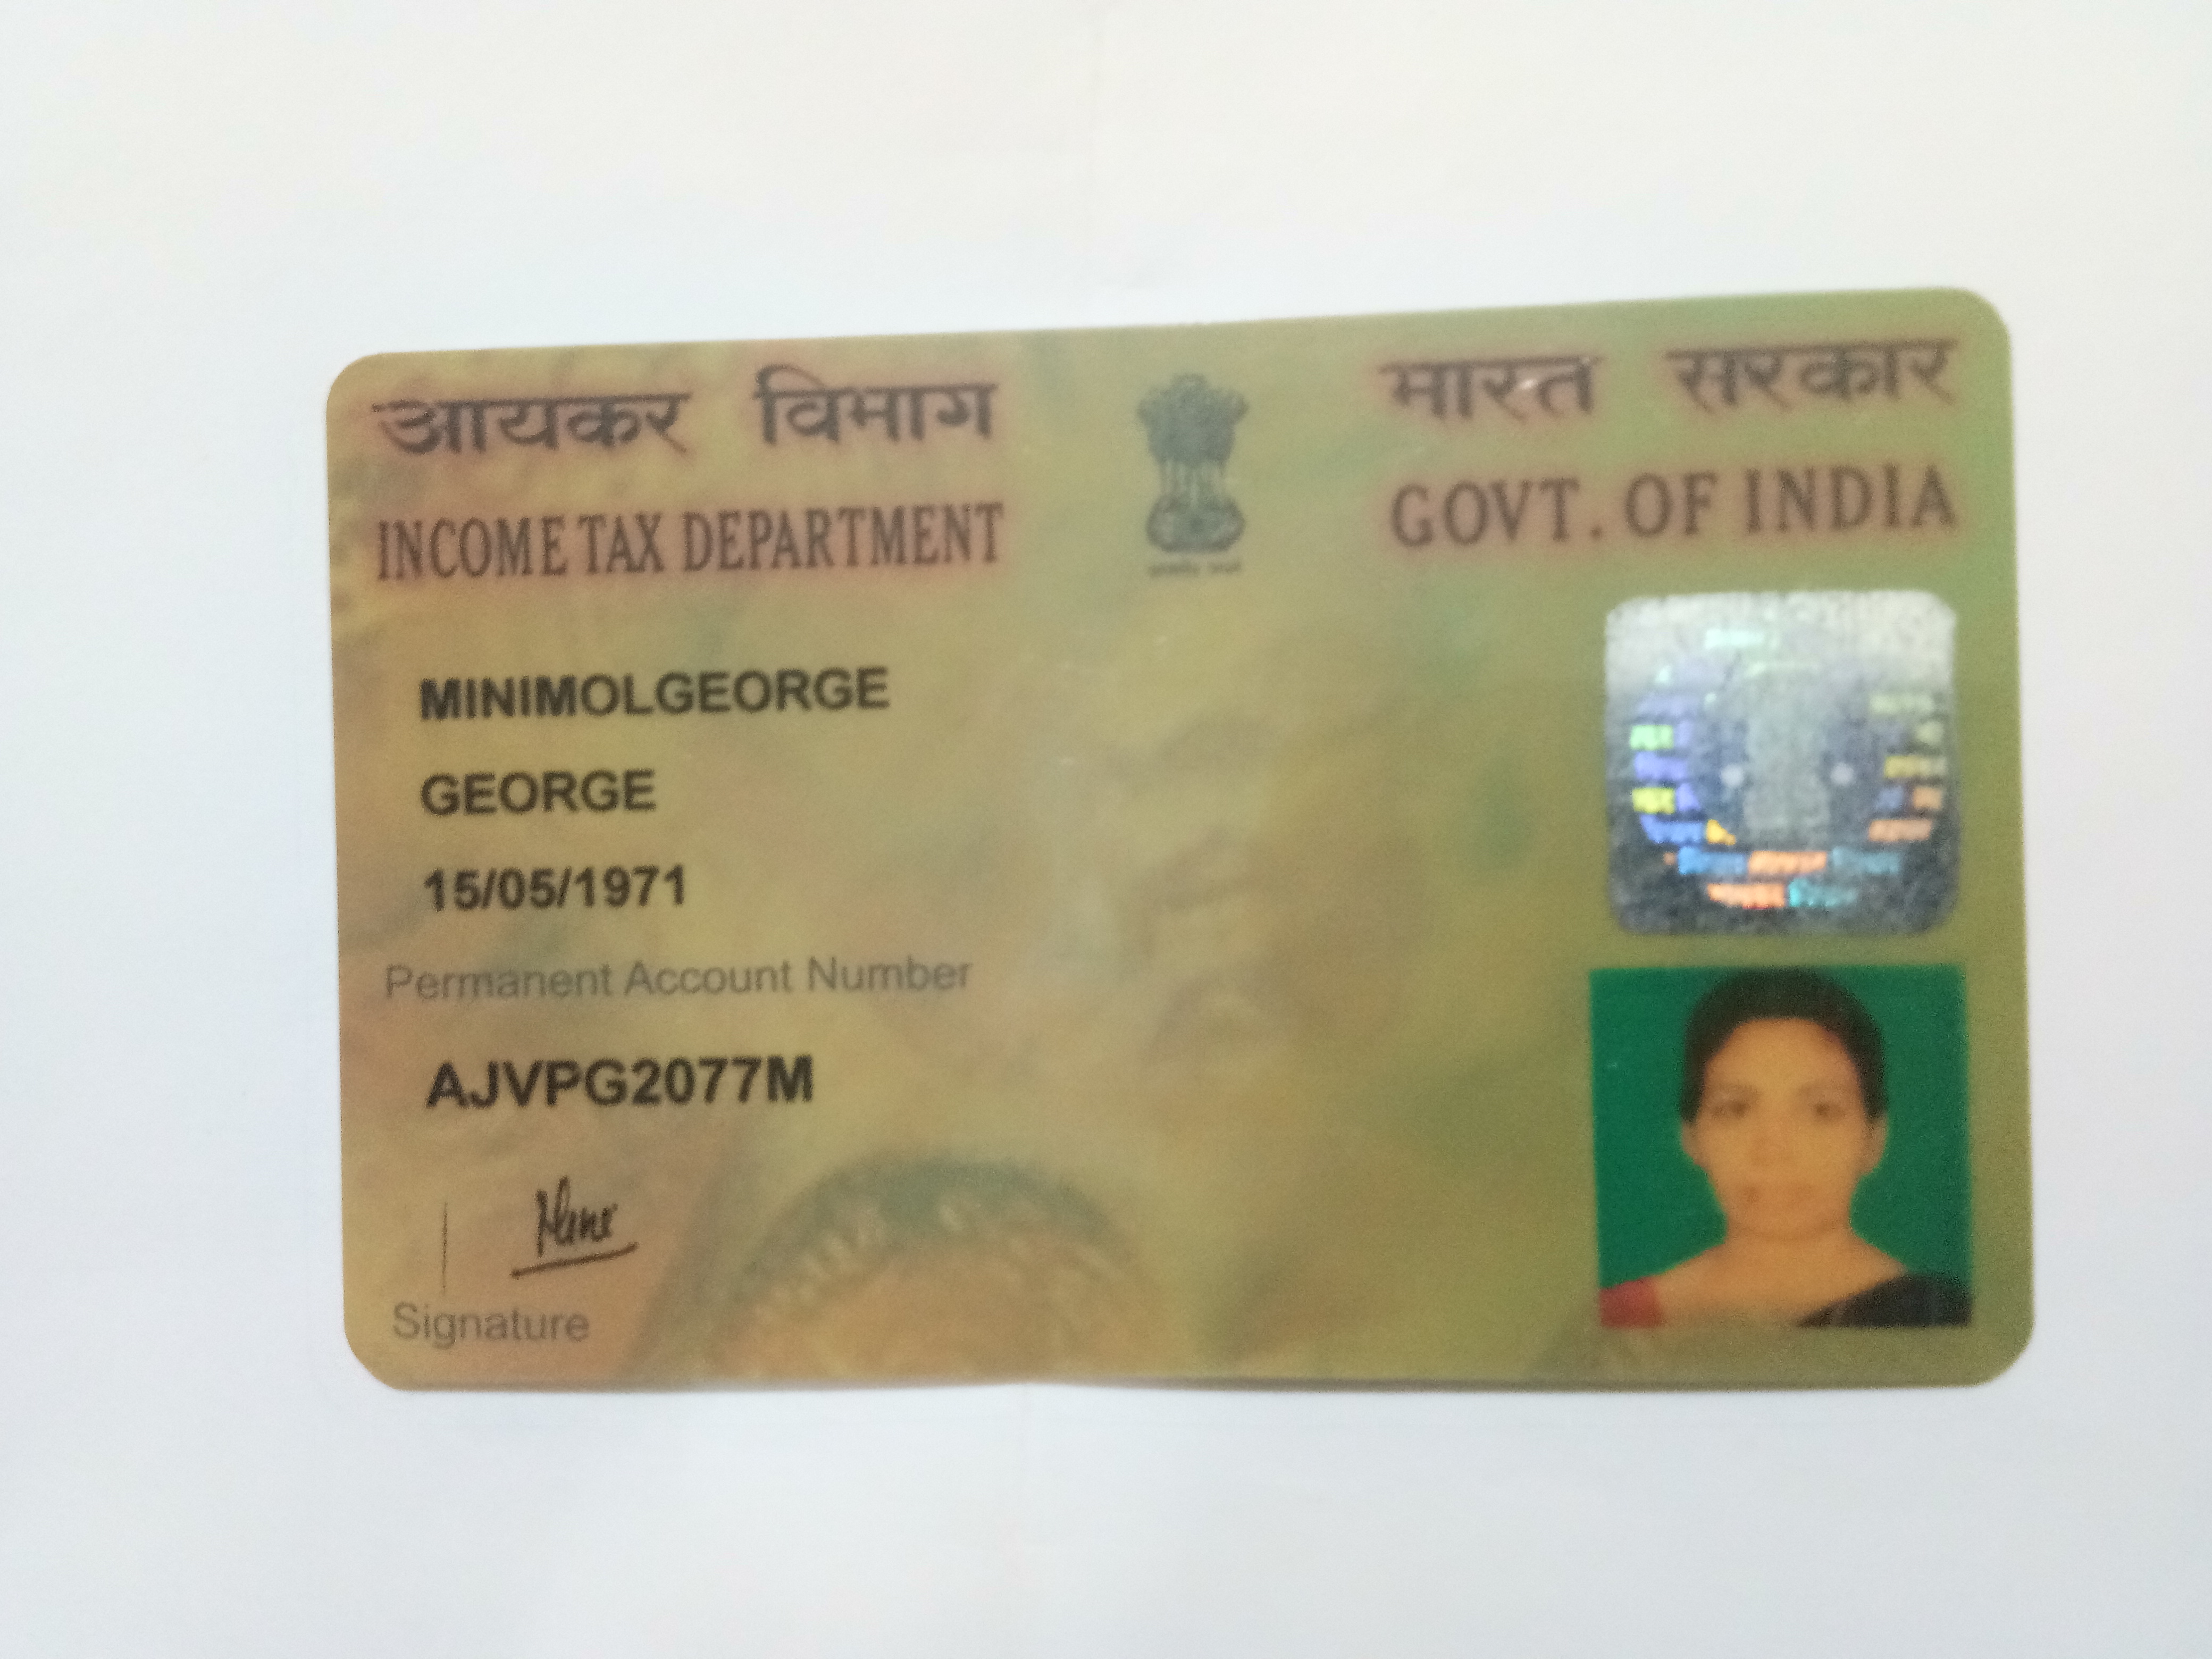 आयकर विभाग
INCOME TAX DEPARTMENT
भारत सरकार
GOVT. OF INDIA
MINIMOLGEORGE
GEORGE
15/05/1971
Permanent Account Number
AJVPG2077M
Signature